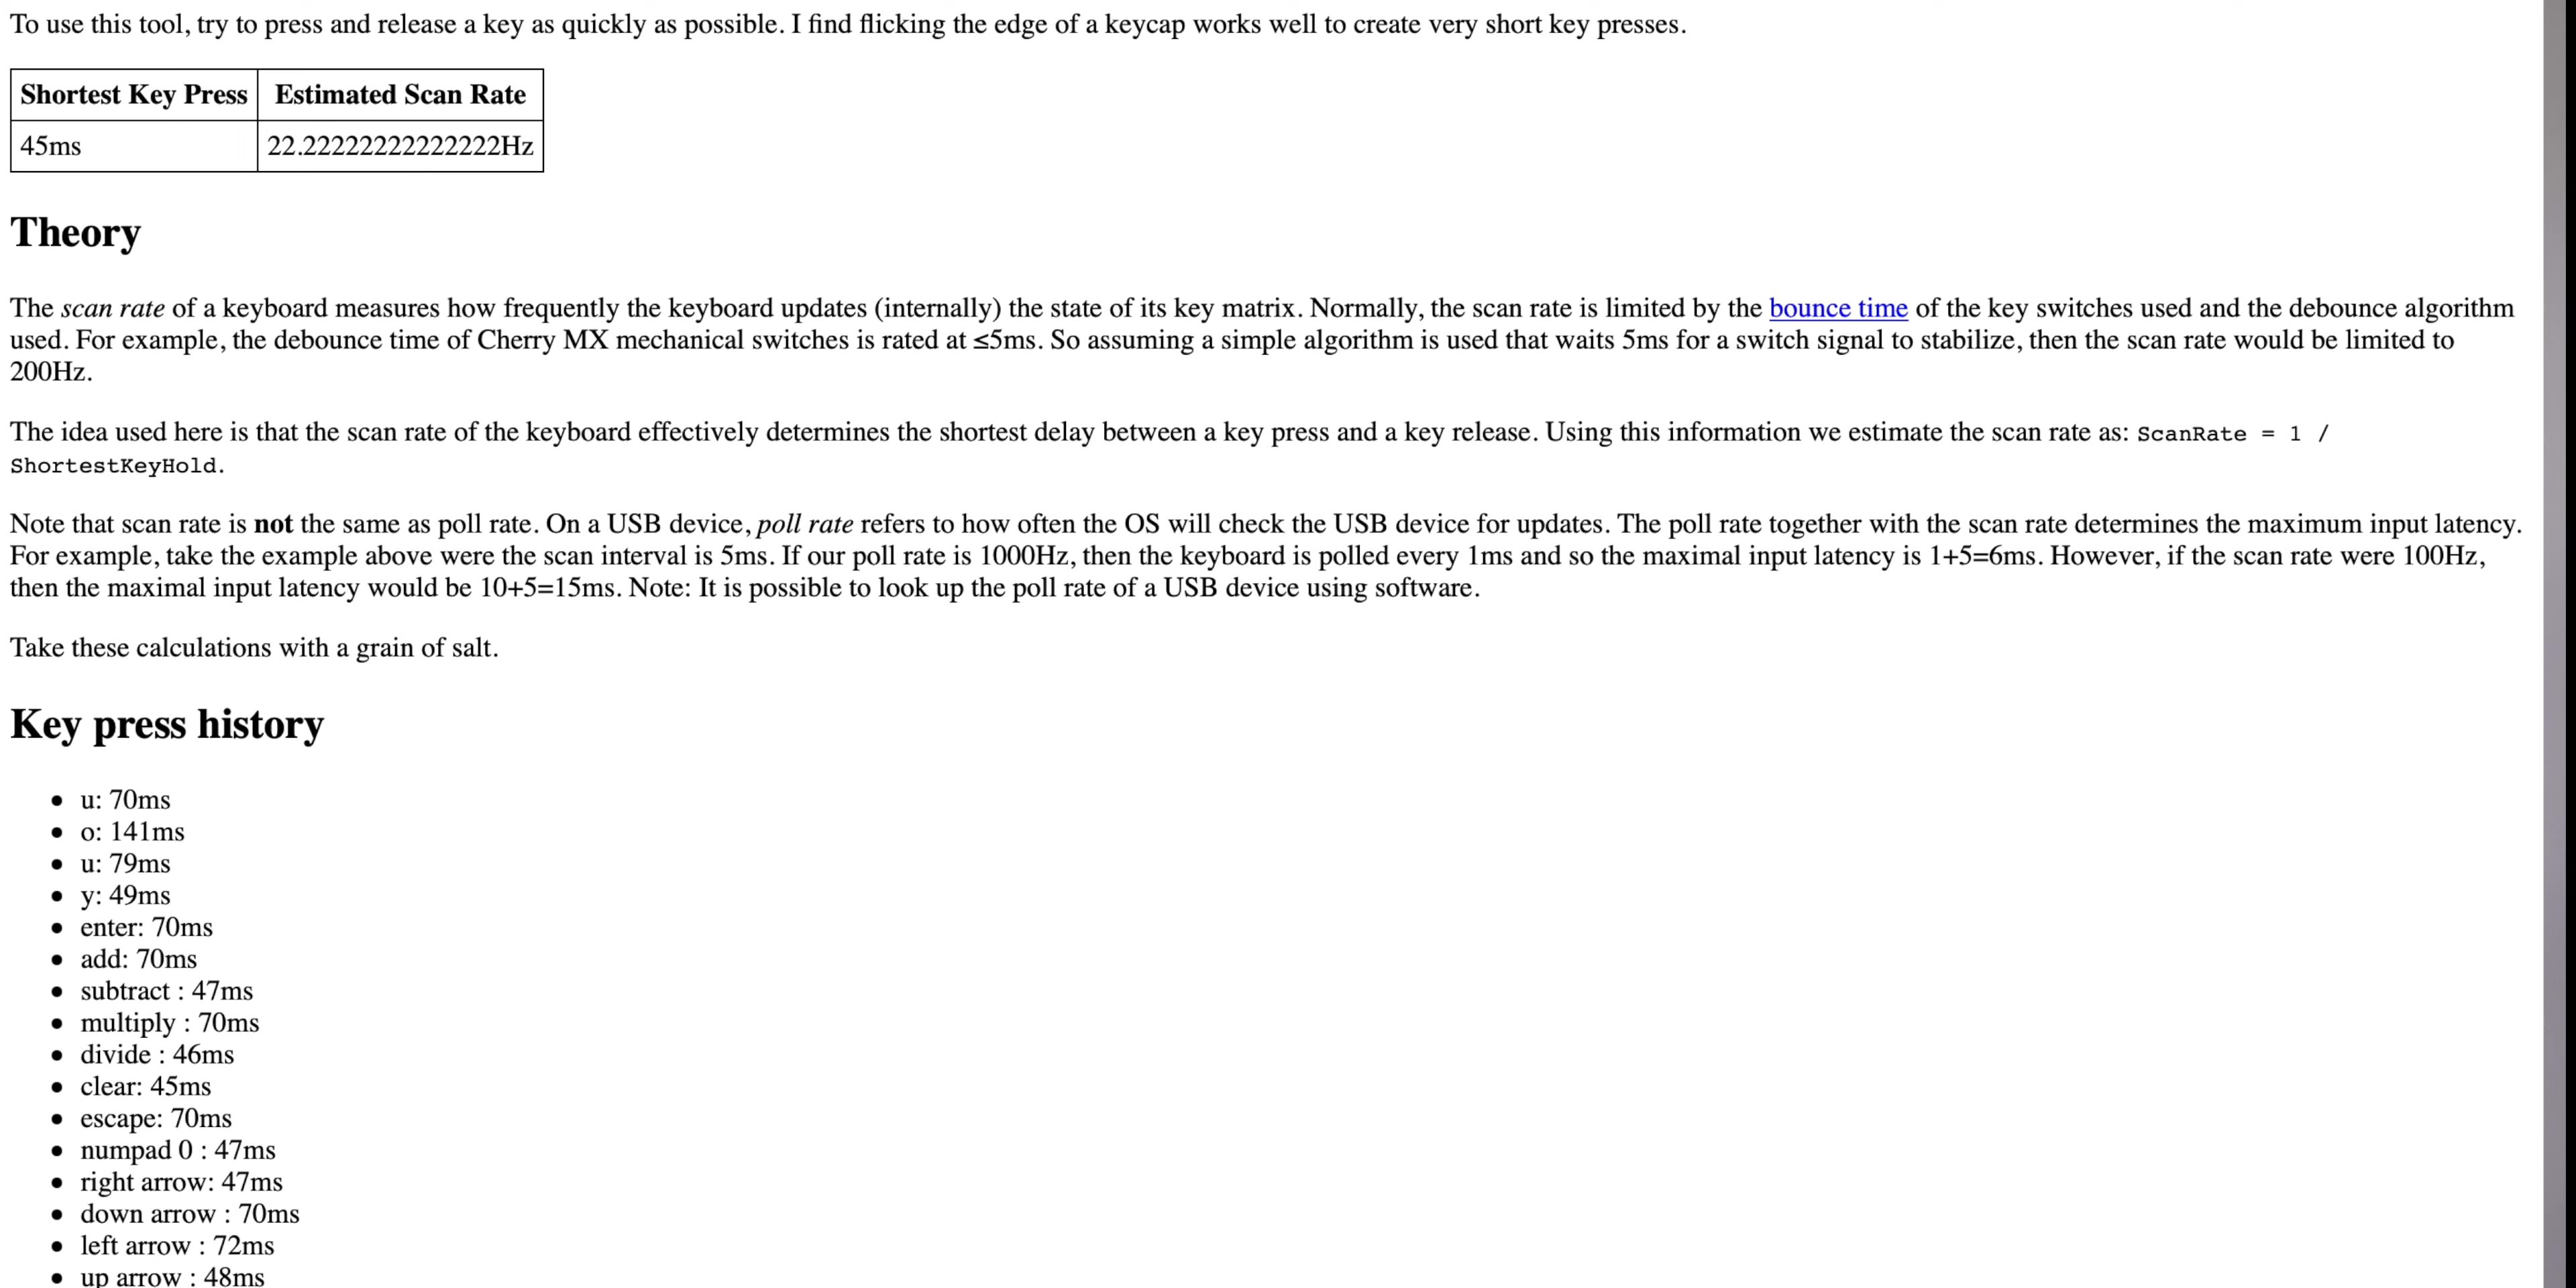 To use this tool, try to press and release a key as quickly as possible. I find flicking the edge of a keycap works well to create very short key presses.
Shortest Key Press Estimated Scan Rate
45ms 22.22222222222222Hz
Theory
The scan rate of a keyboard measures how frequently the keyboard updates (internally) the state of its key matrix. Normally, the scan rate is limited by the bounce time of the key switches used and the debounce algorithm
used. For example, the debounce time of Cherry MX mechanical switches is rated at ≤5ms. So assuming a simple algorithm is used that waits 5ms for a switch signal to stabilize, then the scan rate would be limited to
200Hz.
The idea used here is that the scan rate of the keyboard effectively determines the shortest delay between a key press and a key release. Using this information we estimate the scan rate as: ScanRate = 1 /
ShortestKeyHold.
Note that scan rate is not the same as poll rate. On a USB device, poll rate refers to how often the OS will check the USB device for updates. The poll rate together with the scan rate determines the maximum input latency.
For example, take the example above were the scan interval is 5ms. If our poll rate is 1000Hz, then the keyboard is polled every 1ms and so the maximal input latency is 1+5=6ms. However, if the scan rate were 100Hz,
then the maximal input latency would be 10+5=15ms. Note: It is possible to look up the poll rate of a USB device using software.
Take these calculations with a grain of salt.
Key press history
• u: 70ms
• o: 141ms
• u: 79ms
• y: 49ms
• enter: 70ms
• add: 70ms
• subtract : 47ms
• multiply : 70ms
• divide : 46ms
• clear: 45ms
• escape: 70ms
• numpad 0 : 47ms
• right arrow: 47ms
• down arrow : 70ms
• left arrow : 72ms
• up arrow : 48ms